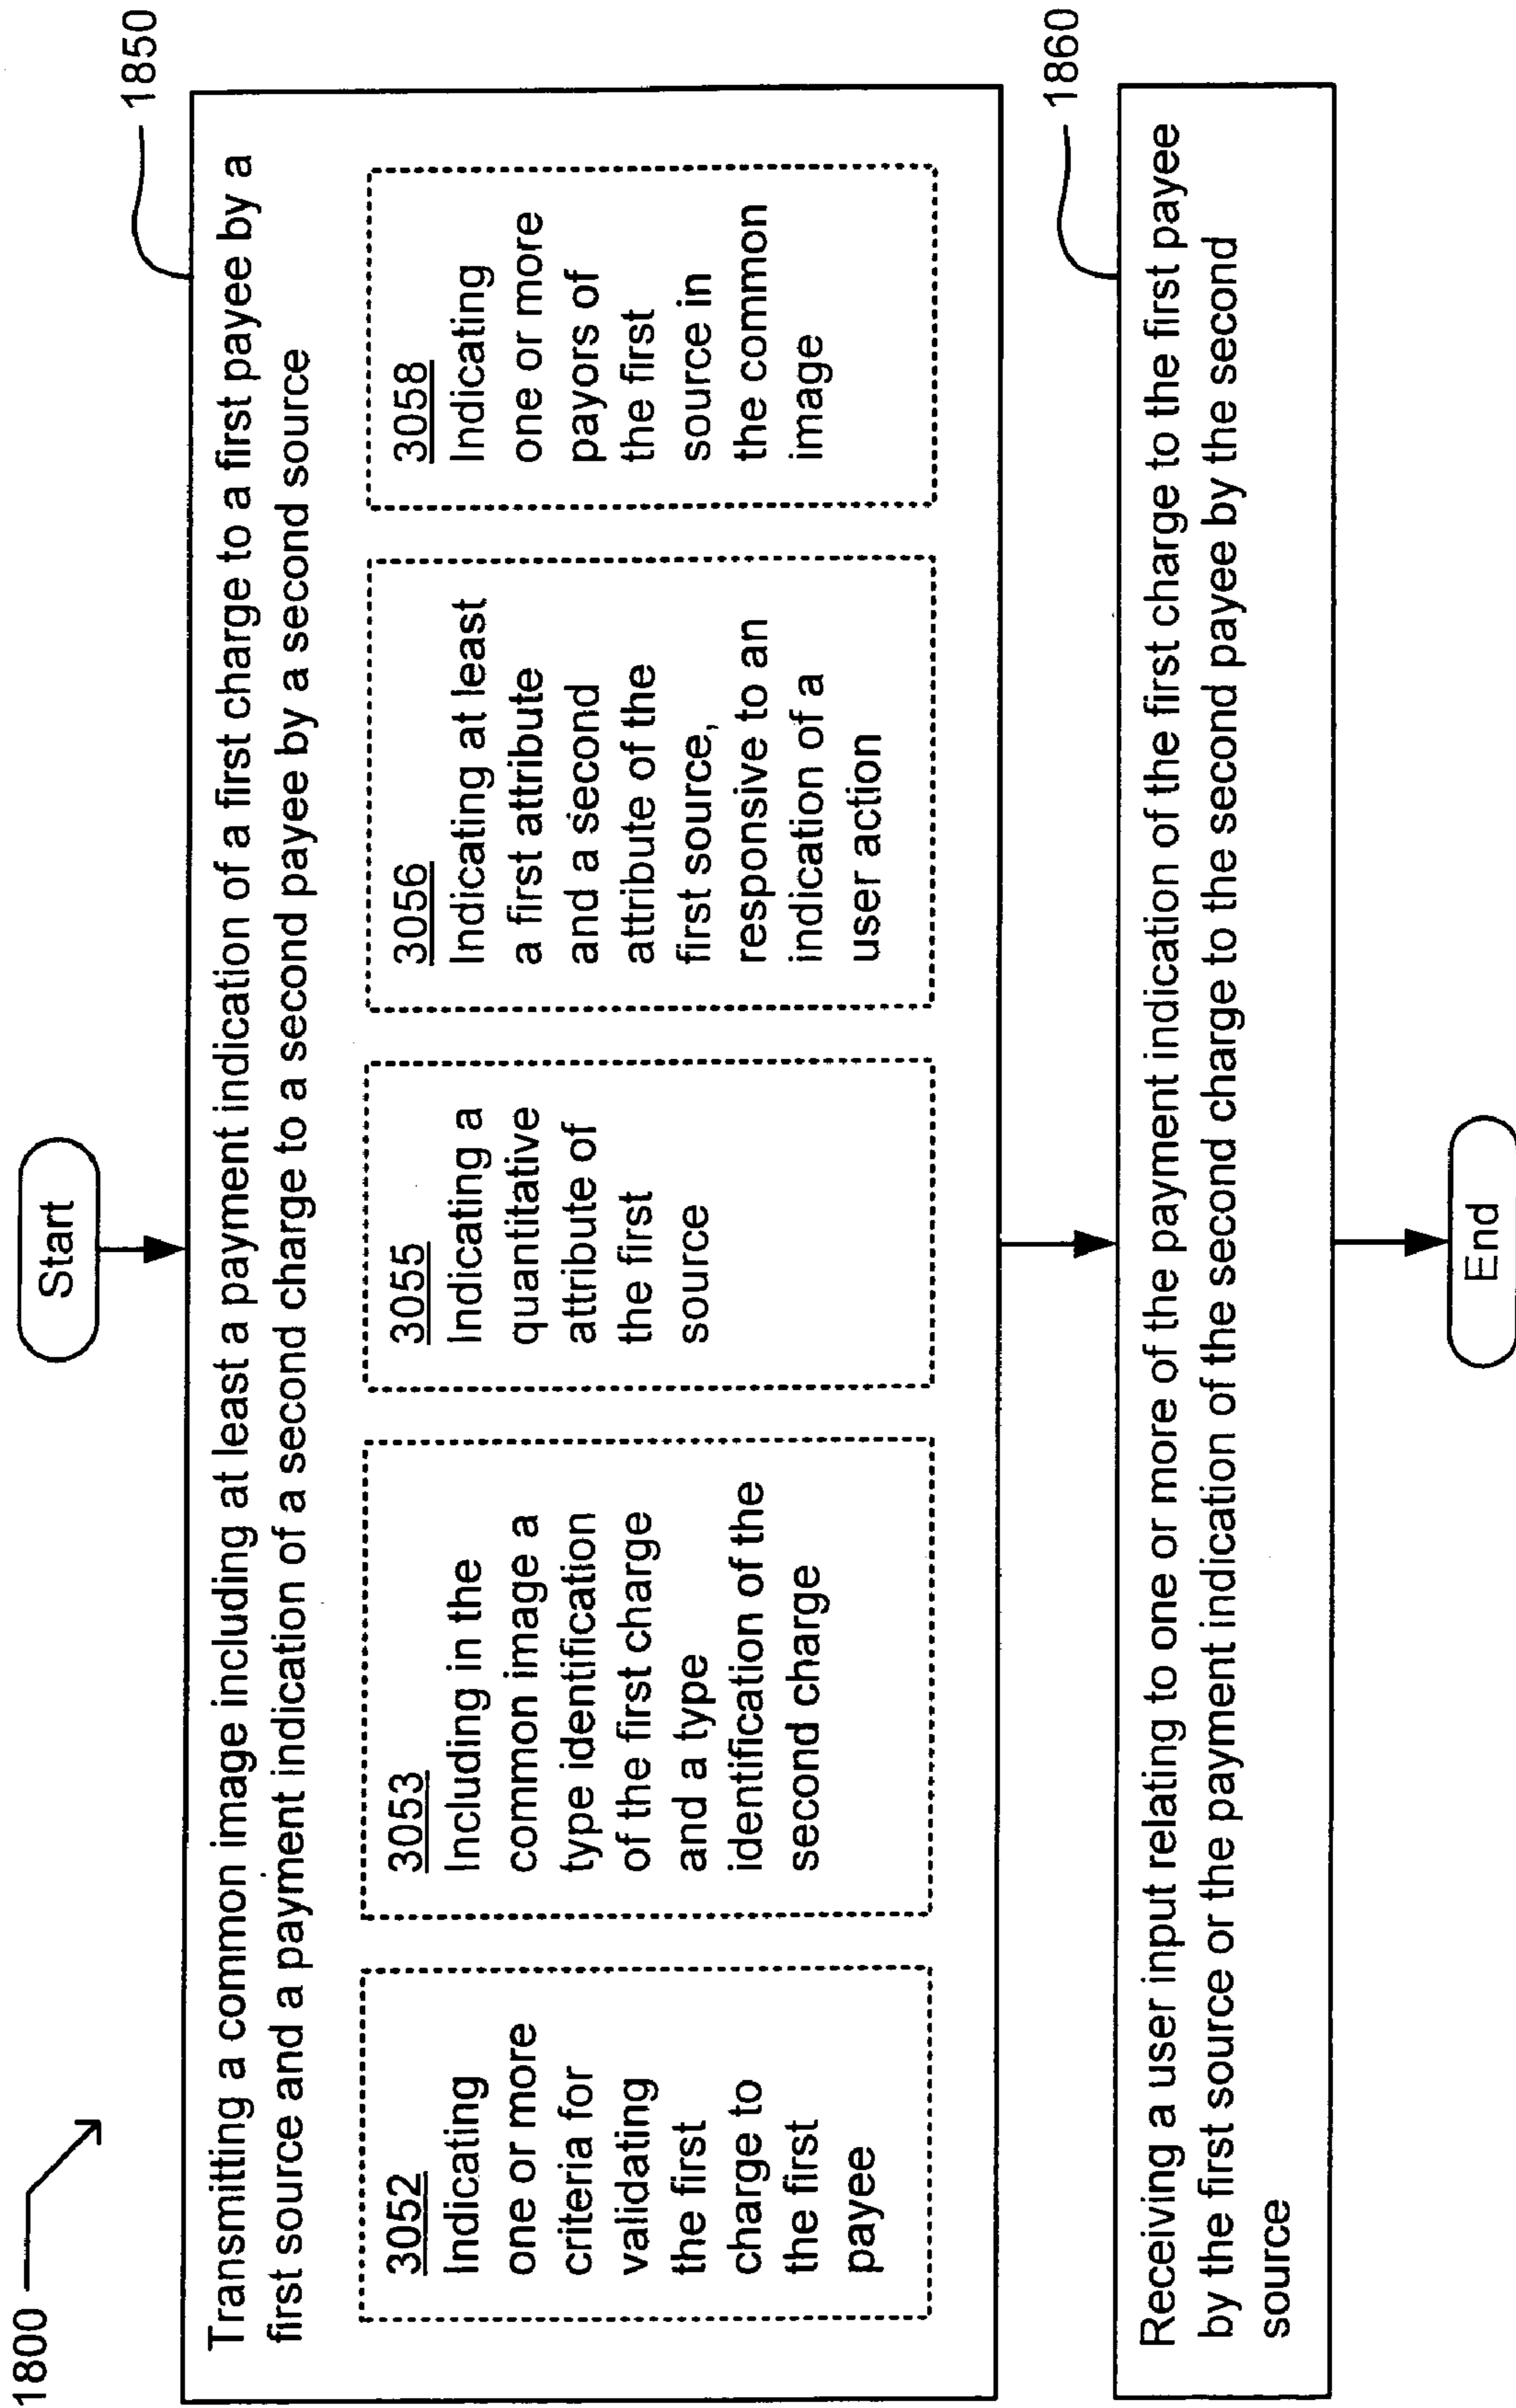 1800
Start
1850
Transmitting a common image including at least a payment indication of a first charge to a first payee by a
first source and a payment indication of a second charge to a second payee by a second source
3052
Indicating
one or more
criteria for
validating
the first
charge to
the first
payee
3053
Including in the
common image a
type identification
of the first charge
and a type
identification of the
second charge
3055
Indicating a
quantitative
attribute of
the first
source
3056
Indicating at least
a first attribute
and a second
attribute of the
first source,
responsive to an
indication of a
user action
3058
Indicating
one or more
payors of
the first
source in
the common
image
1860
Receiving a user input relating to one or more of the payment indication of the first charge to the first payee
by the first source or the payment indication of the second charge to the second payee by the second
source
End